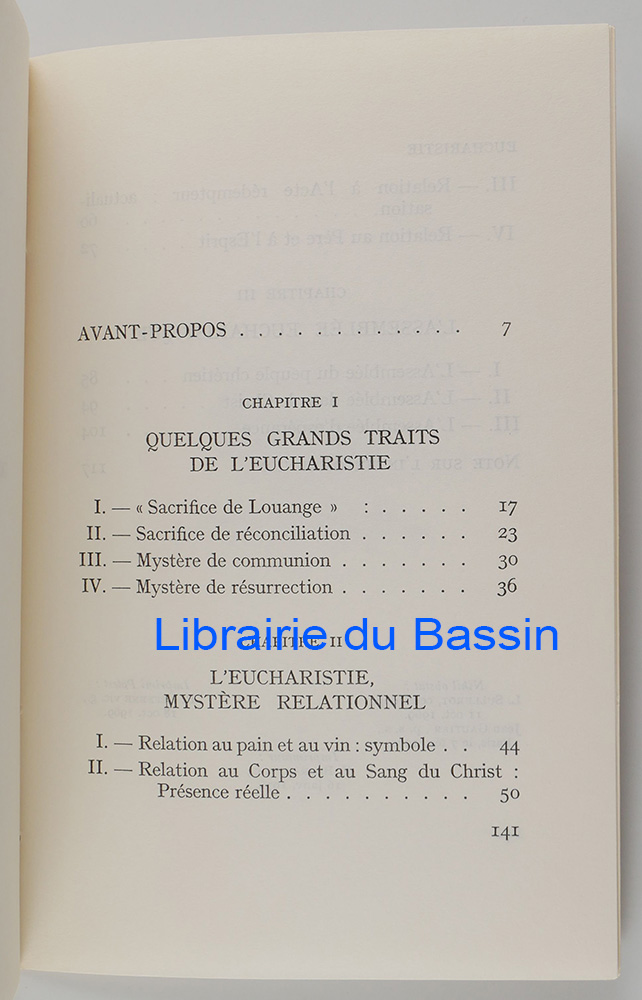 AVANT-PROPOS . . . . . . . . . . . 7
CHAPITRE I
QUELQUES GRANDS TRAITS
DE L'EUCHARISTIE
I. — « Sacrifice de Louange » : . . . . . 17
II. — Sacrifice de réconciliation . . . . . . 23
III. — Mystère de communion . . . . . . . 30
IV. — Mystère de résurrection . . . . . . . 36
Librairie du Bassin
CHAPITRE II
L'EUCHARISTIE,
MYSTÈRE RELATIONNEL
I. — Relation au pain et au vin : symbole . . 44
II. — Relation au Corps et au Sang du Christ :
Présence réelle . . . . . . . . . . 50
141